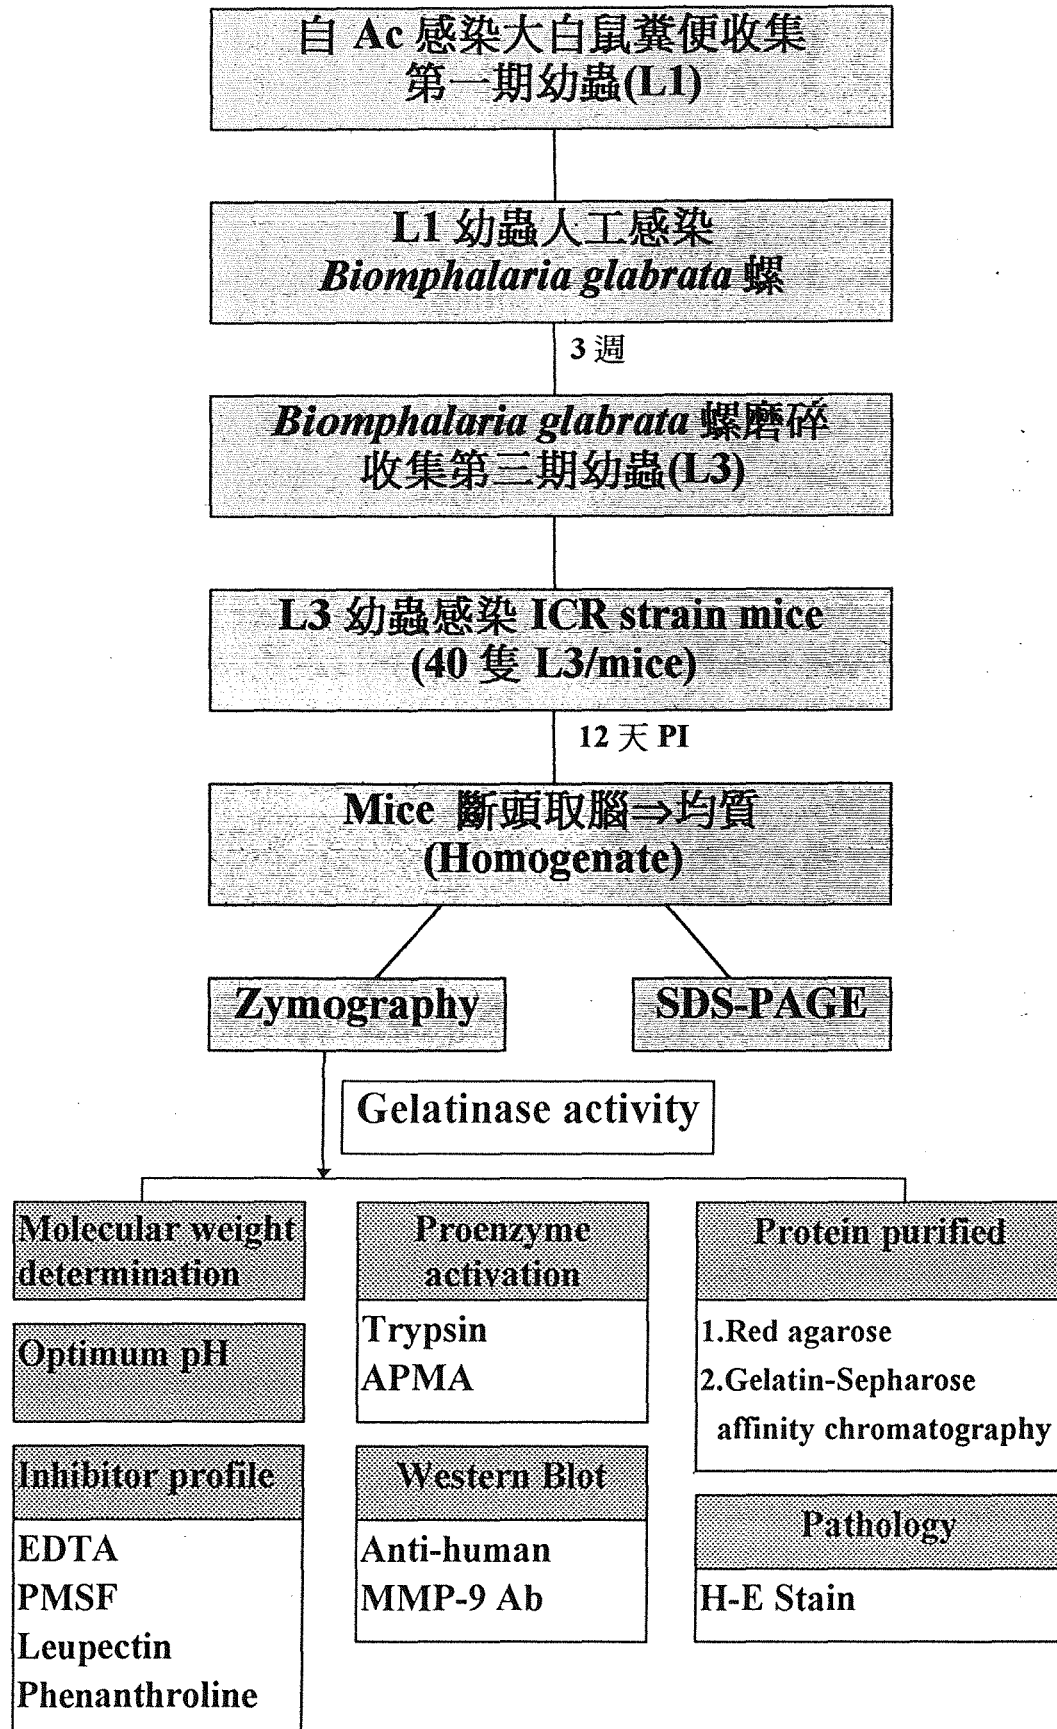 自 Ac 感染大白鼠糞便收集
第一期幼蟲(L1)
L1 幼蟲人工感染
Biomphalaria glabrata 螺
3 週
Biomphalaria glabrata 螺磨碎
收集第三期幼蟲(L3)
L3 幼蟲感染 ICR strain mice
(40 隻 L3/mice)
12 天 PI
Mice 斷頭取腦⇒均質
(Homogenate)
Zymography
SDS-PAGE
Gelatinase activity
Molecular weight
determination
Optimum pH
Inhibitor profile
EDTA
PMSF
Leupectin
Phenanthroline
Proenzyme
activation
Trypsin
APMA
Western Blot
Anti-human
MMP-9 Ab
Protein purified
1.Red agarose
2.Gelatin-Sepharose
affinity chromatography
Pathology
H-E Stain